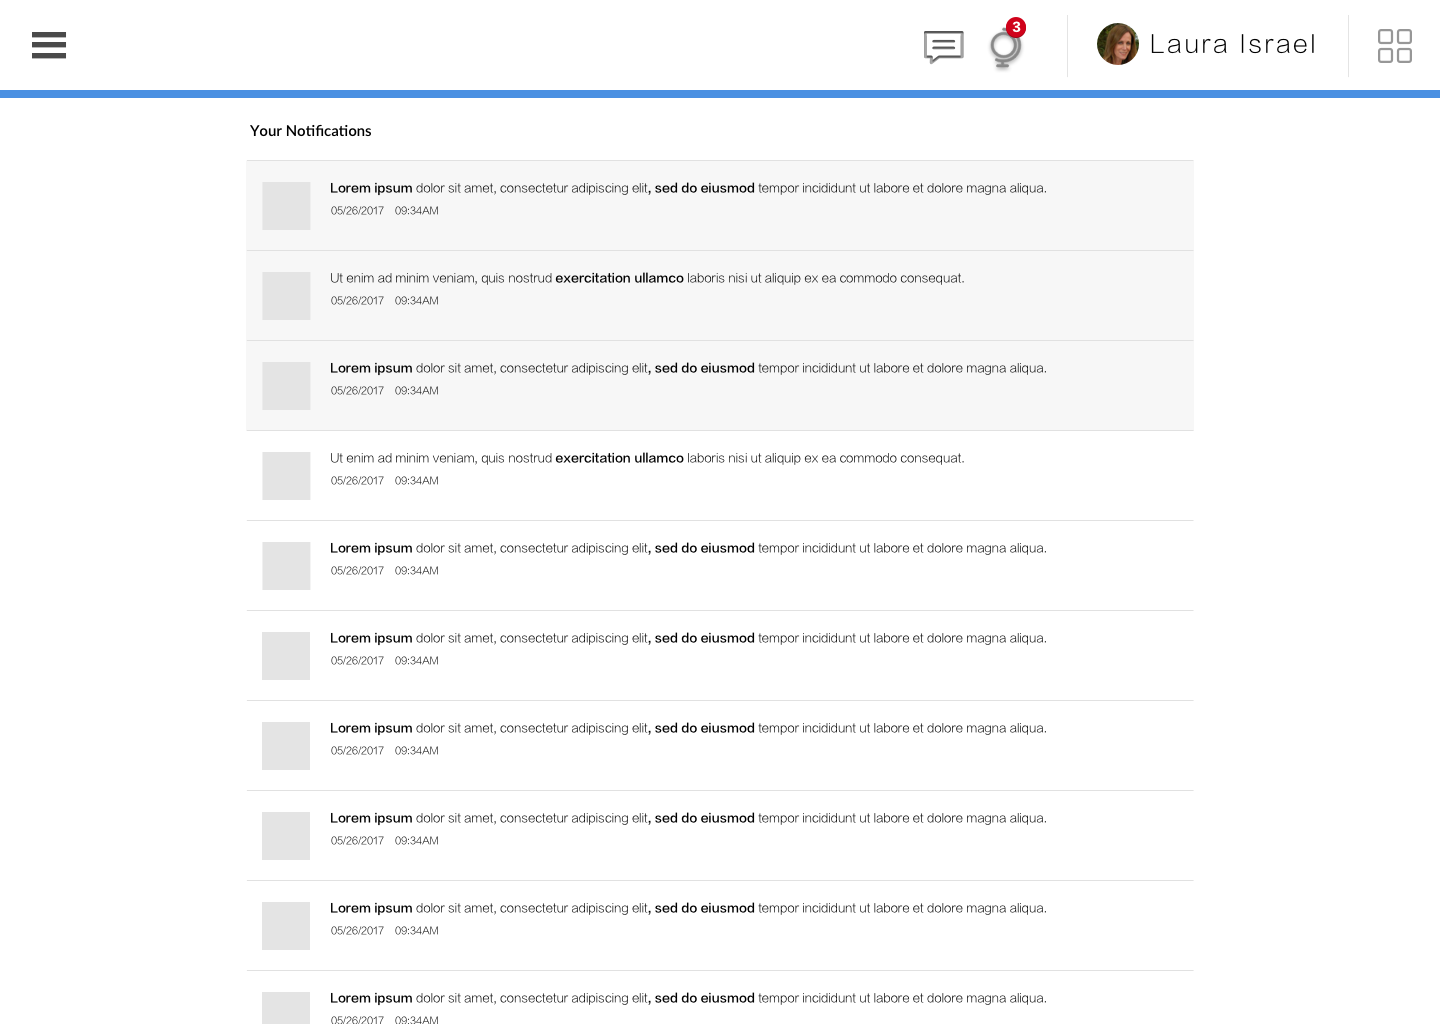 3
Laura Israel
Your Notifications
Lorem ipsum dolor sit amet, consectetur adipiscing elit, sed do eiusmod tempor incididunt ut labore et dolore magna aliqua.
05/26/2017 09:34AM
Ut enim ad minim veniam, quis nostrud exercitation ullamco laboris nisi ut aliquip ex ea commodo consequat.
05/26/2017 09:34AM
Lorem ipsum dolor sit amet, consectetur adipiscing elit, sed do eiusmod tempor incididunt ut labore et dolore magna aliqua.
05/26/2017 09:34AM
Ut enim ad minim veniam, quis nostrud exercitation ullamco laboris nisi ut aliquip ex ea commodo consequat.
05/26/2017 09:34AM
Lorem ipsum dolor sit amet, consectetur adipiscing elit, sed do eiusmod tempor incididunt ut labore et dolore magna aliqua.
05/26/2017 09:34AM
Lorem ipsum dolor sit amet, consectetur adipiscing elit, sed do eiusmod tempor incididunt ut labore et dolore magna aliqua.
05/26/2017 09:34AM
Lorem ipsum dolor sit amet, consectetur adipiscing elit, sed do eiusmod tempor incididunt ut labore et dolore magna aliqua.
05/26/2017 09:34AM
Lorem ipsum dolor sit amet, consectetur adipiscing elit, sed do eiusmod tempor incididunt ut labore et dolore magna aliqua.
05/26/2017 09:34AM
Lorem ipsum dolor sit amet, consectetur adipiscing elit, sed do eiusmod tempor incididunt ut labore et dolore magna aliqua.
05/26/2017 09:34AM
Lorem ipsum dolor sit amet, consectetur adipiscing elit, sed do eiusmod tempor incididunt ut labore et dolore magna aliqua.
05/26/2017 09:34AM